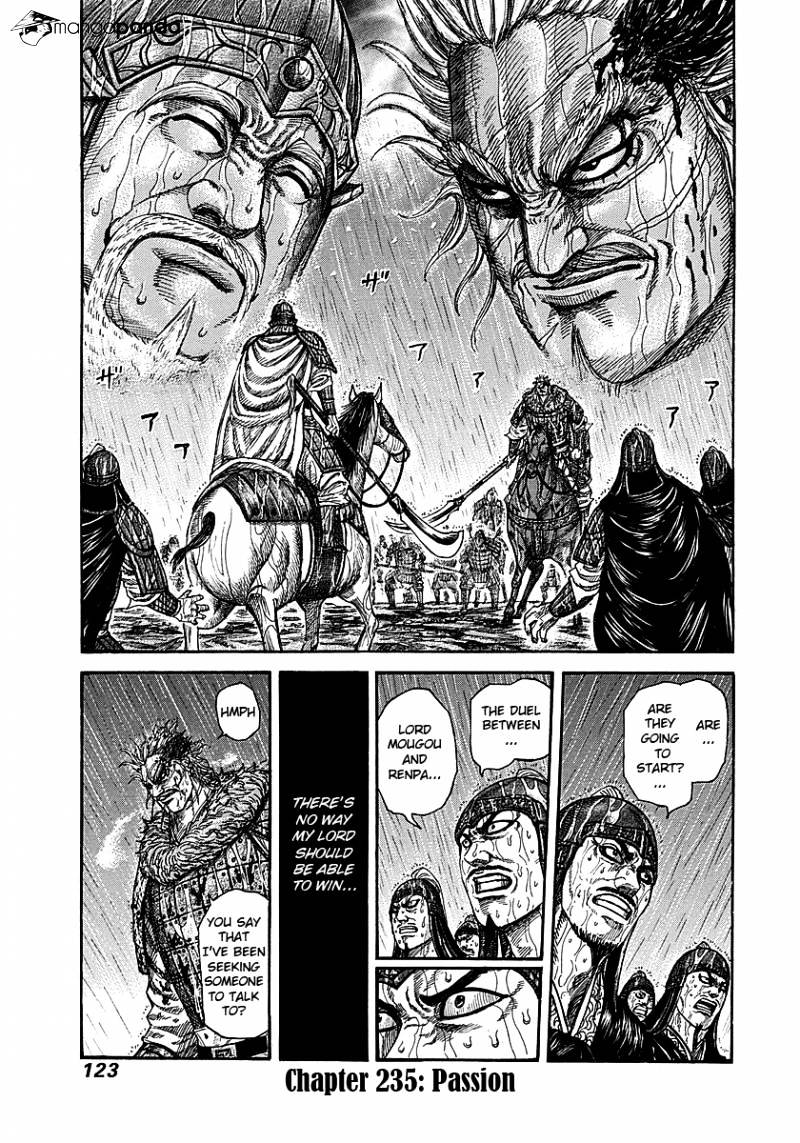 mangapanda
ザ
ア
ア
ア
ア
ザ
ア
ア
ARE
...
ARE
THEY
GOING
TO
START?
...
THE DUEL
BETWEEN
...
LORD
MOUGOU
AND
RENPA...
THERE'S
NO WAY
MY LORD
SHOULD
BE ABLE
TO WIN...
HMPH
YOU SAY
THAT
I'VE BEEN
SEEKING
SOMEONE
TO TALK
TO?
123
Chapter 235: Passion